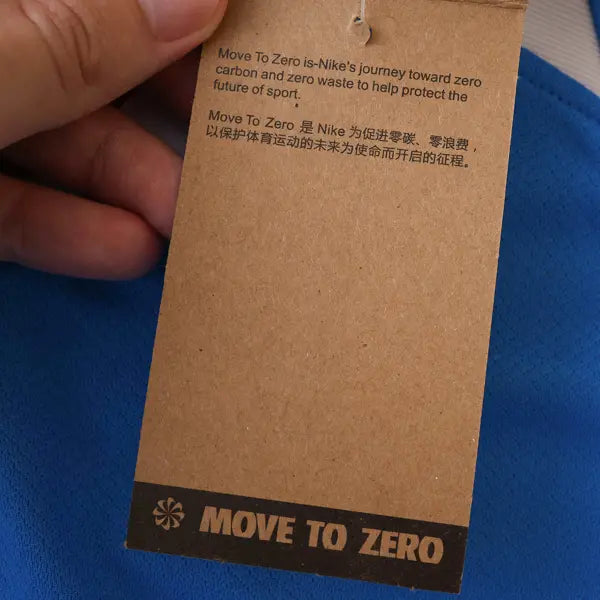 Move To Zero is-Nike's journey toward zero
carbon and zero waste to help protect the
future of sport.
Move To Zero 是 Nike 为促进零碳、零浪费，
以保护体育运动的未来为使命而开启的征程。
MOVE TO ZERO